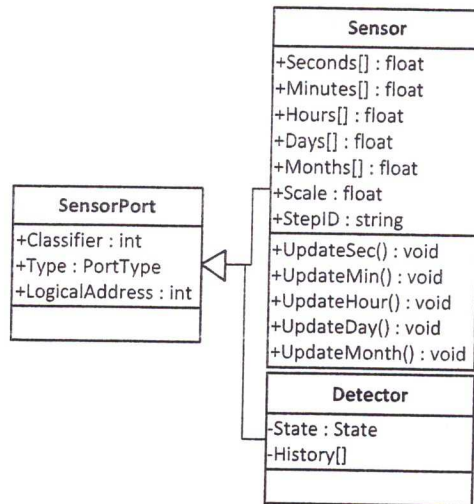 Sensor
+Seconds[] : float
+Minutes[] : float
+Hours[] : float
+Days[] : float
+Months[] : float
+Scale : float
+StepID : string
+UpdateSec() : void
+UpdateMin() : void
+UpdateHour() : void
+UpdateDay() : void
+UpdateMonth() : void
SensorPort
+Classifier : int
+Type : PortType
+LogicalAddress : int
Detector
-State : State
-History[]